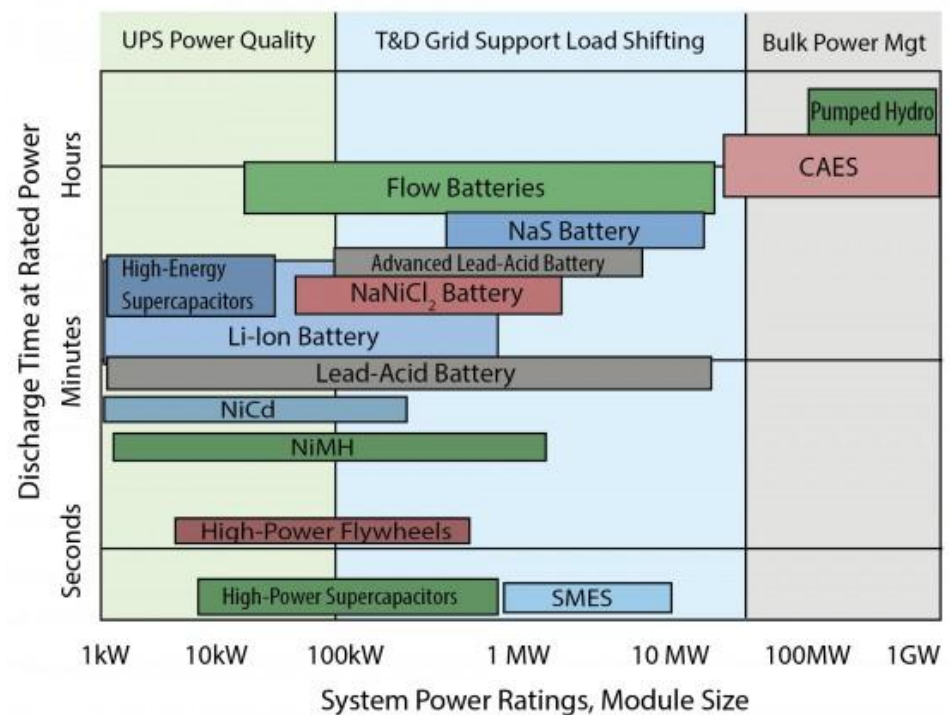 UPS Power Quality
T&D Grid Support Load Shifting
Bulk Power Mgt
Discharge Time at Rated Power
Hours
Minutes
Seconds
Pumped Hydro
CAES
Flow Batteries
NaS Battery
Advanced Lead-Acid Battery
High-Energy
Supercapacitors
NaNiCl₂ Battery
Li-Ion Battery
Lead-Acid Battery
NiCd
NiMH
High-Power Flywheels
High-Power Supercapacitors
SMES
1kW 10kW 100kW 1 MW 10 MW 100MW 1GW
System Power Ratings, Module Size